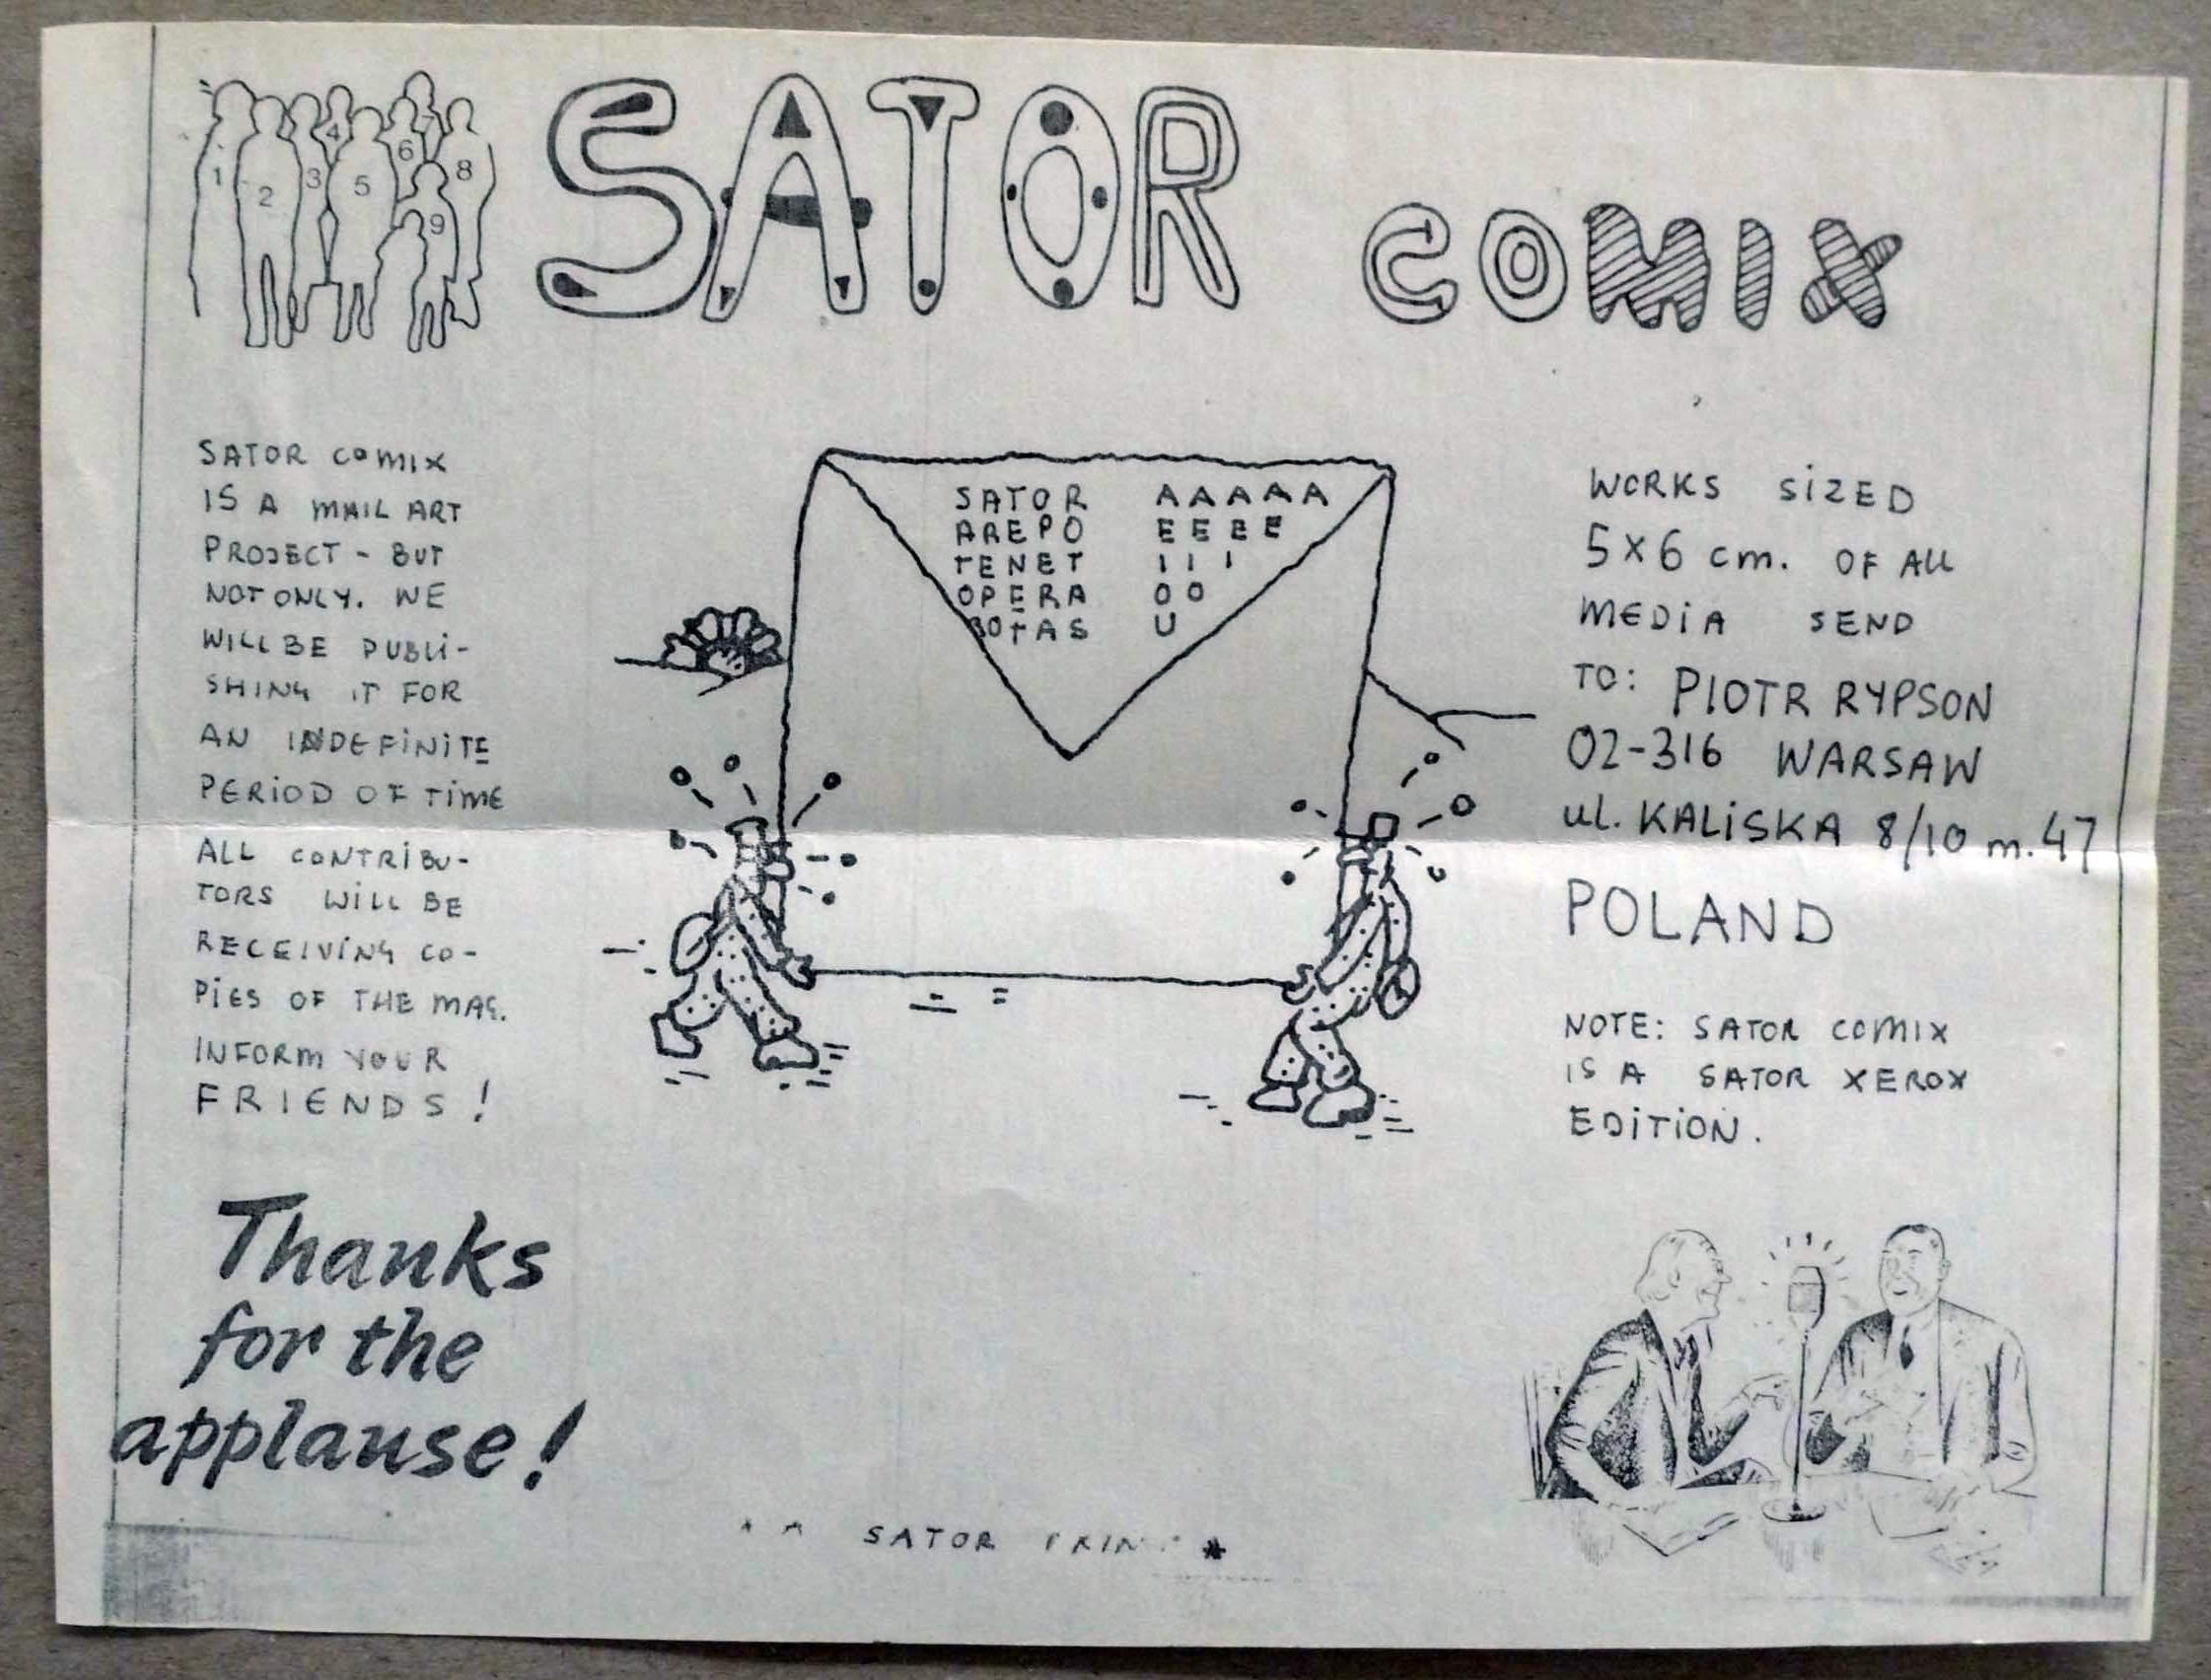 1 2 3 4 5 6 8 9
SATOR COMIX
SATOR COMIX
IS A MAIL ART
PROJECT - BUT
NOT ONLY. WE
WILL BE PUBLI-
SHING IT FOR
AN INDEFINITE
PERIOD OF TIME
ALL CONTRIBU-
TORS WILL BE
RECEIVING CO-
PIES OF THE MAG.
INFORM YOUR
FRIENDS!
SATOR AAAAA
AREPO EEEE
TENET III
OPERA OO
ROTAS U
WORKS SIZED
5x6 cm. OF ALL
MEDIA SEND
TO: PIOTR RYPSON
02-316 WARSAW
ul. KALISKA 8/10 m. 47
POLAND
NOTE: SATOR COMIX
IS A SATOR XEROX
EDITION.
Thanks
for the
applause!
SATOR